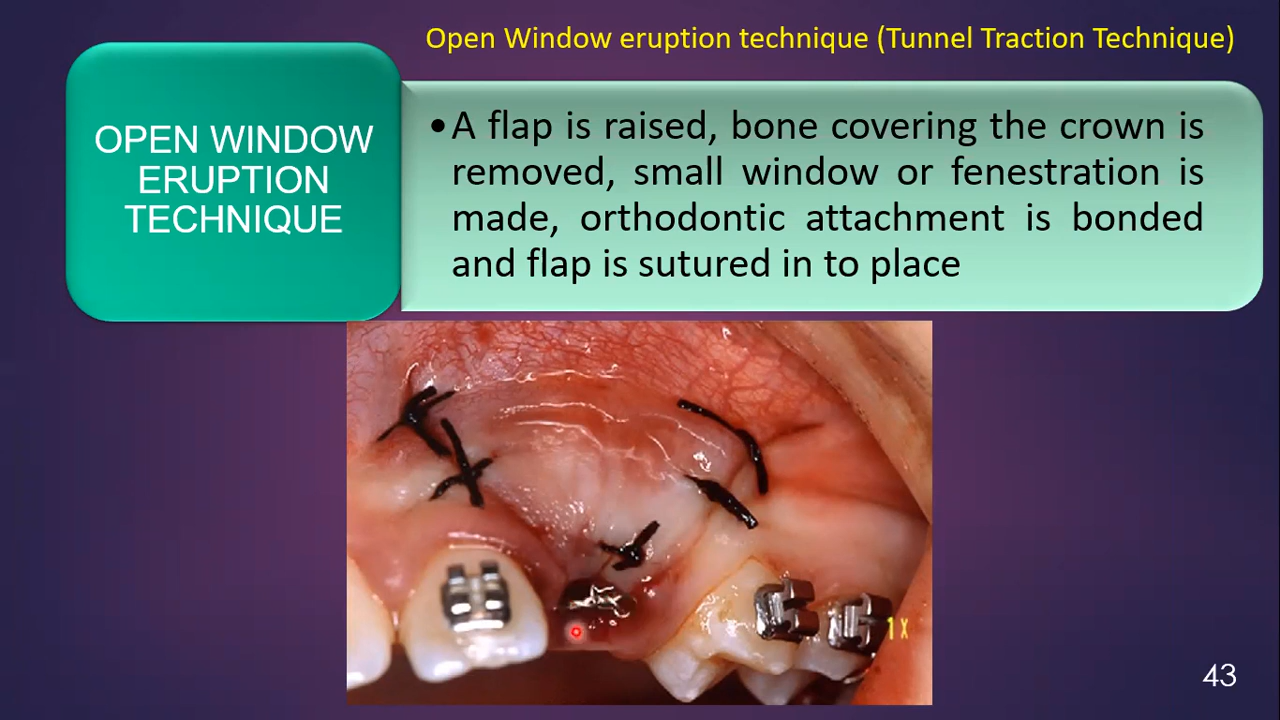 Open Window eruption technique (Tunnel Traction Technique)
OPEN WINDOW
ERUPTION
TECHNIQUE
•A flap is raised, bone covering the crown is
removed, small window or fenestration is
made, orthodontic attachment is bonded
and flap is sutured in to place
1X
43